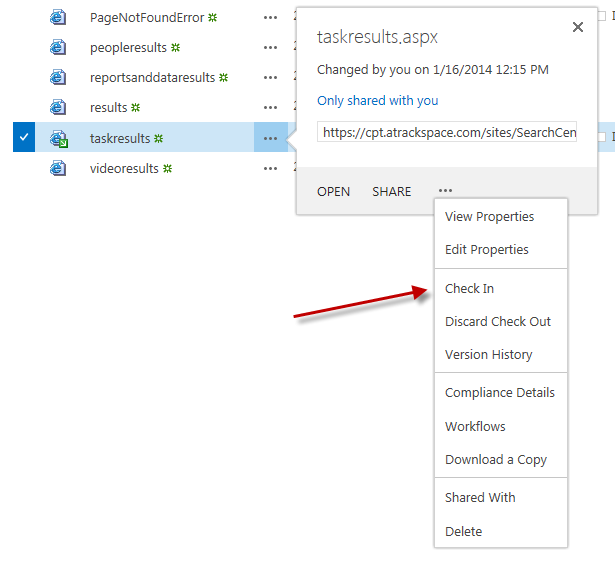 PageNotFoundError
peopleresults
reportsanddataresults
results
taskresults
videoresults
taskresults.aspx
Changed by you on 1/16/2014 12:15 PM
Only shared with you
https://cpt.atrackspace.com/sites/SearchCen
OPEN SHARE ...
View Properties
Edit Properties
Check In
Discard Check Out
Version History
Compliance Details
Workflows
Download a Copy
Shared With
Delete